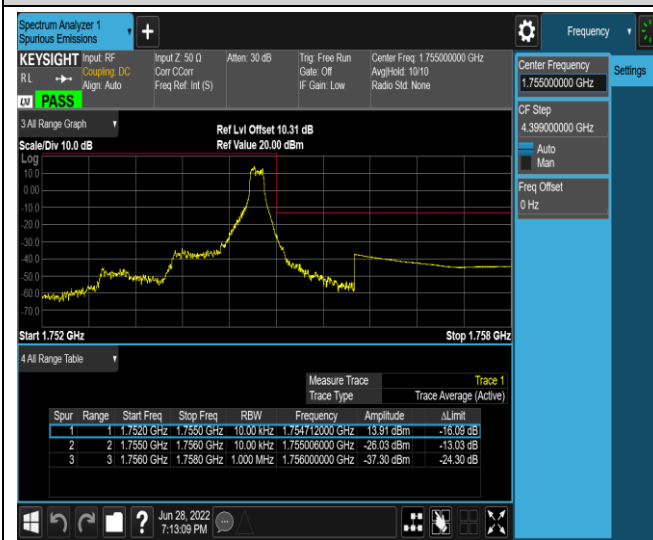 Spectrum Analyzer 1
Spurious Emissions
Frequency
KEYSIGHT Input: RF Input Z: 50 Ω Atten: 30 dB Trig: Free Run Center Freq: 1.755000000 GHz
RL Coupling: DC Corr CCorr Gate: Off Avg|Hold: 10/10
Align: Auto Freq Ref: Int (S) IF Gain: Low Radio Std: None
LXI PASS
Center Frequency
1.755000000 GHz
Settings
CF Step
4.399000000 GHz
Auto
Man
Freq Offset
0 Hz
3 All Range Graph
Ref Lvl Offset 10.31 dB
Scale/Div 10.0 dB Ref Value 20.00 dBm
Log
10.0
0.00
-10.0
-20.0
-30.0
-40.0
-50.0
-60.0
-70.0
Start 1.752 GHz Stop 1.758 GHz
4 All Range Table
Measure Trace Trace 1
Trace Type Trace Average (Active)
Spur Range Start Freq Stop Freq RBW Frequency Amplitude ΔLimit
1 1 1.7520 GHz 1.7550 GHz 10.00 kHz 1.754712000 GHz 13.91 dBm -16.09 dB
2 2 1.7550 GHz 1.7560 GHz 10.00 kHz 1.755006000 GHz -26.03 dBm -13.03 dB
3 3 1.7560 GHz 1.7580 GHz 1.000 MHz 1.756000000 GHz -37.30 dBm -24.30 dB
? Jun 28, 2022
7:13:09 PM